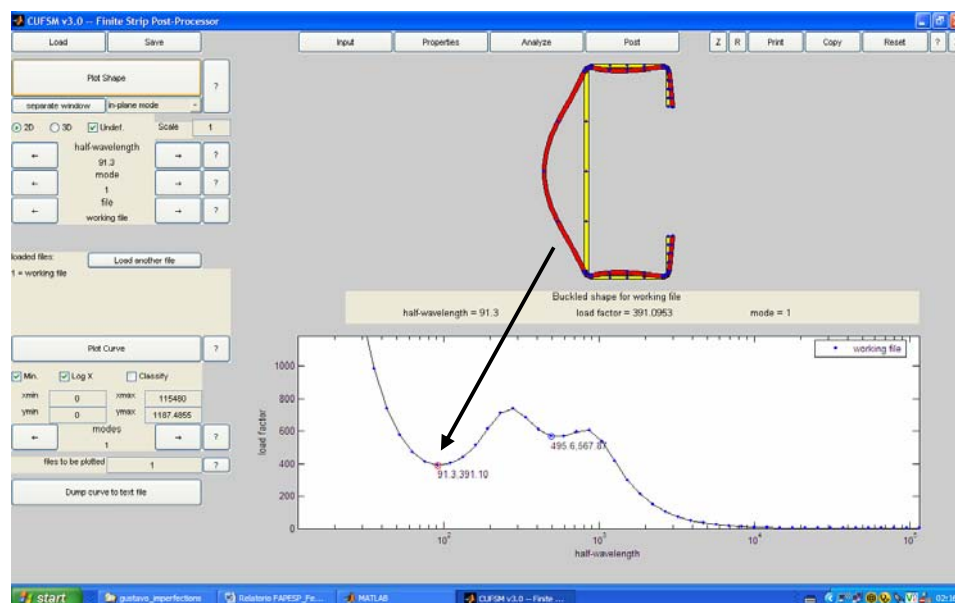 CUFSM v3.0 -- Finite Strip Post-Processor
Load Save Input Properties Analyze Post Z R Print Copy Reset ?
Plot Shape ?
separate window in-plane mode
2D 3D Undef. Scale 1
half-wavelength
← 91.3 → ?
mode
← 1 → ?
file
← working file → ?
loaded files: Load another file
1 = working file
Buckled shape for working file
half-wavelength = 91.3 load factor = 391.0953 mode = 1
Plot Curve ?
Min. Log X Classify
xmin 0 xmax 115480
ymin 0 ymax 1187.4855
modes
← 1 → ?
files to be plotted 1 ?
Dump curve to text file
working file
load factor
1000
800
600
400
200
0
495.6,567.87
91.3,391.10
10² 10³ 10⁴ 10⁵
half-wavelength
start gustavo_imperfections Relatorio FAPESP_Fe... MATLAB CUFSM v3.0 -- Finite ...